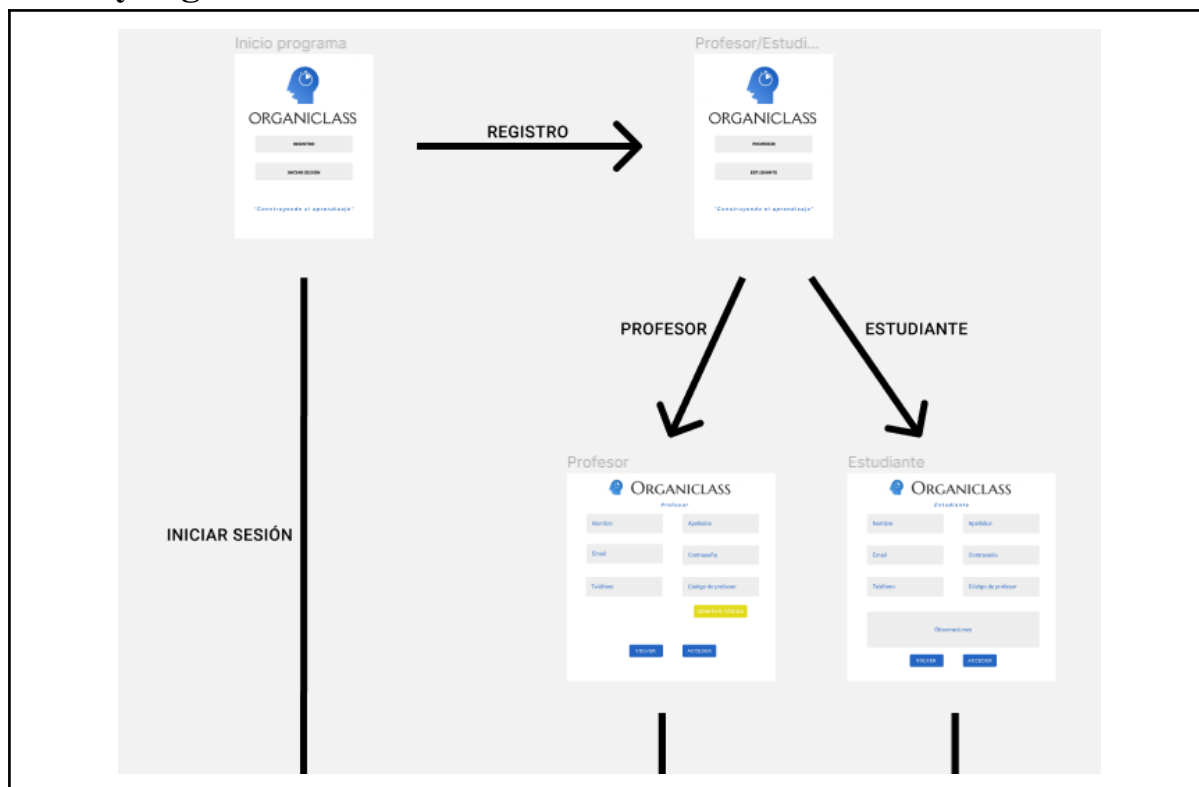 Inicio programa
ORGANICLASS
REGISTRO
INICIAR SESIÓN
"Construyendo el aprendizaje"
REGISTRO
Profesor/Estudi...
ORGANICLASS
PROFESOR
ESTUDIANTE
"Construyendo el aprendizaje"
PROFESOR
ESTUDIANTE
INICIAR SESIÓN
Profesor
ORGANICLASS
Profesor
Nombre Apellidos
Email Contraseña
Teléfono Código de profesor
GENERAR CÓDIGO
VOLVER ACCEDER
Estudiante
ORGANICLASS
Estudiante
Nombre Apellidos
Email Contraseña
Teléfono Código de profesor
Observaciones
VOLVER ACCEDER